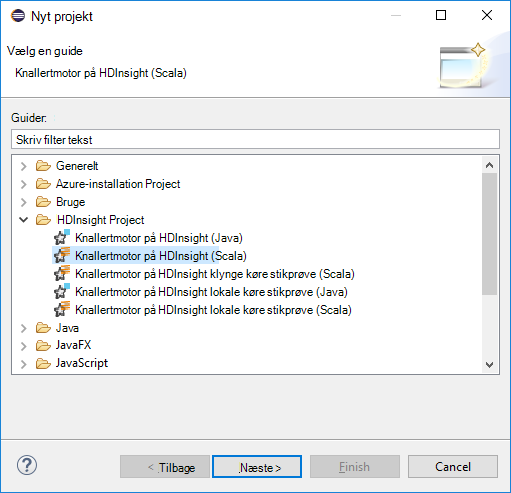 Nyt projekt
Vælg en guide
Knallertmotor på HDInsight (Scala)
Guider:
Skriv filter tekst
Generelt
Azure-installation Project
Bruge
HDInsight Project
Knallertmotor på HDInsight (Java)
Knallertmotor på HDInsight (Scala)
Knallertmotor på HDInsight klynge køre stikprøve (Scala)
Knallertmotor på HDInsight lokale køre stikprøve (Java)
Knallertmotor på HDInsight lokale køre stikprøve (Scala)
Java
JavaFX
JavaScript
? < Tilbage Næste > Finish Cancel